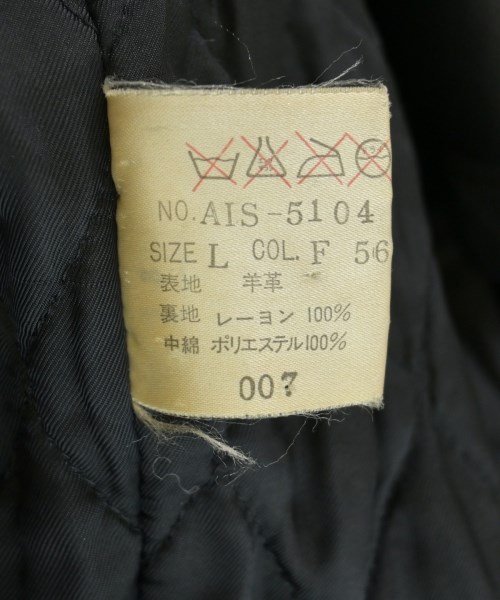 NO. AIS-5104
SIZE L COL. F 56
表地 羊革
裏地 レーヨン 100%
中綿 ポリエステル100%
007